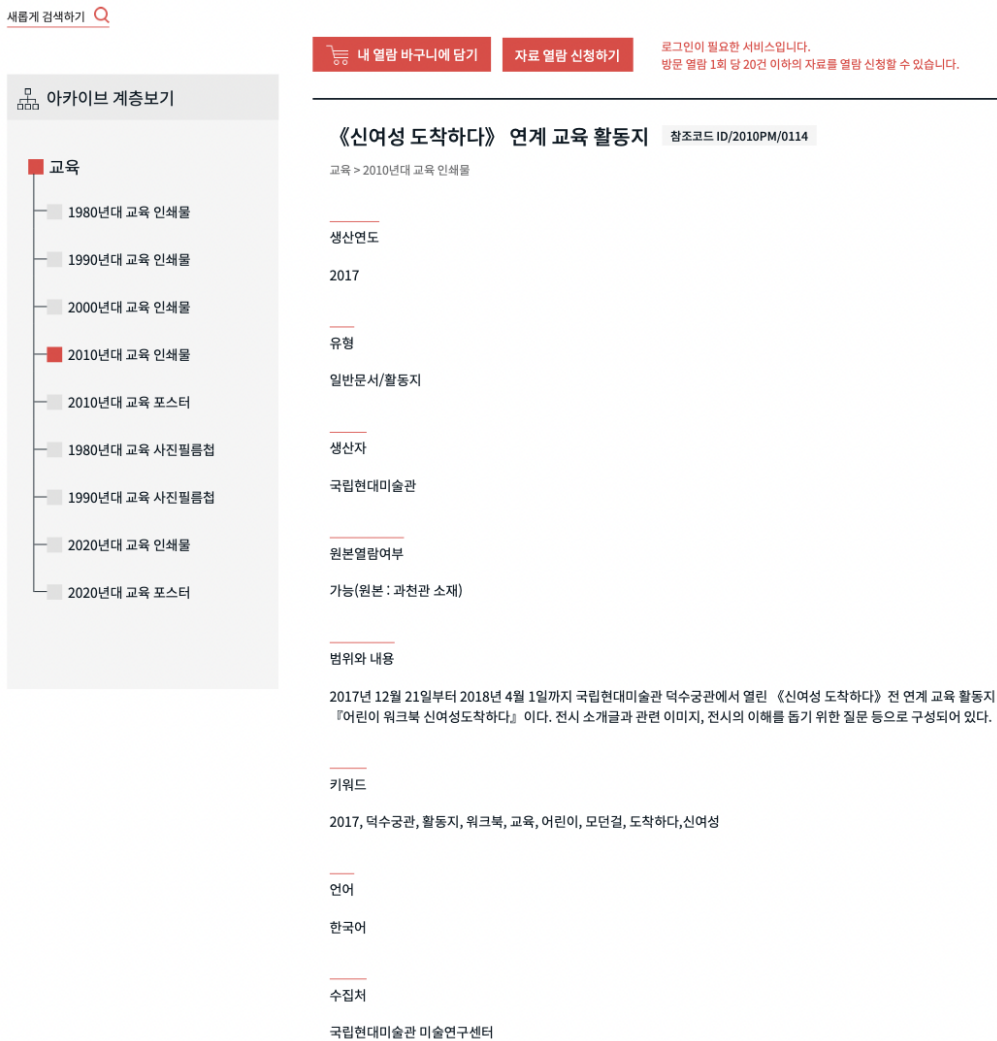 새롭게 검색하기
내 열람 바구니에 담기
자료 열람 신청하기
로그인이 필요한 서비스입니다.
방문 열람 1회 당 20건 이하의 자료를 열람 신청할 수 있습니다.
아카이브 계층보기
교육
1980년대 교육 인쇄물
1990년대 교육 인쇄물
2000년대 교육 인쇄물
2010년대 교육 인쇄물
2010년대 교육 포스터
1980년대 교육 사진필름첩
1990년대 교육 사진필름첩
2020년대 교육 인쇄물
2020년대 교육 포스터
《신여성 도착하다》 연계 교육 활동지 참조코드 ID/2010PM/0114
교육 > 2010년대 교육 인쇄물
생산연도
2017
유형
일반문서/활동지
생산자
국립현대미술관
원본열람여부
가능(원본 : 과천관 소재)
범위와 내용
2017년 12월 21일부터 2018년 4월 1일까지 국립현대미술관 덕수궁관에서 열린 《신여성 도착하다》전 연계 교육 활동지
『어린이 워크북 신여성도착하다』이다. 전시 소개글과 관련 이미지, 전시의 이해를 돕기 위한 질문 등으로 구성되어 있다.
키워드
2017, 덕수궁관, 활동지, 워크북, 교육, 어린이, 모던걸, 도착하다,신여성
언어
한국어
수집처
국립현대미술관 미술연구센터